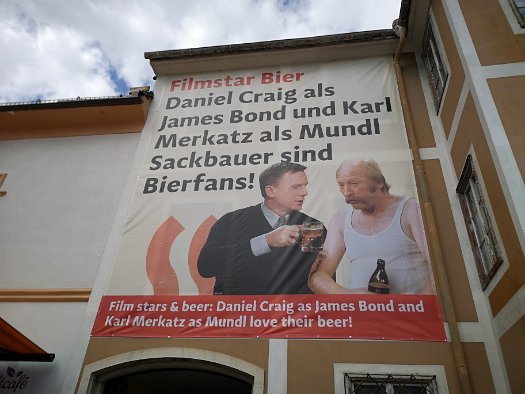 Filmstar Bier
Daniel Craig als
James Bond und Karl
Merkatz als Mundl
Sackbauer sind
Bierfans!
Film stars & beer: Daniel Craig as James Bond and
Karl Merkatz as Mundl love their beer!